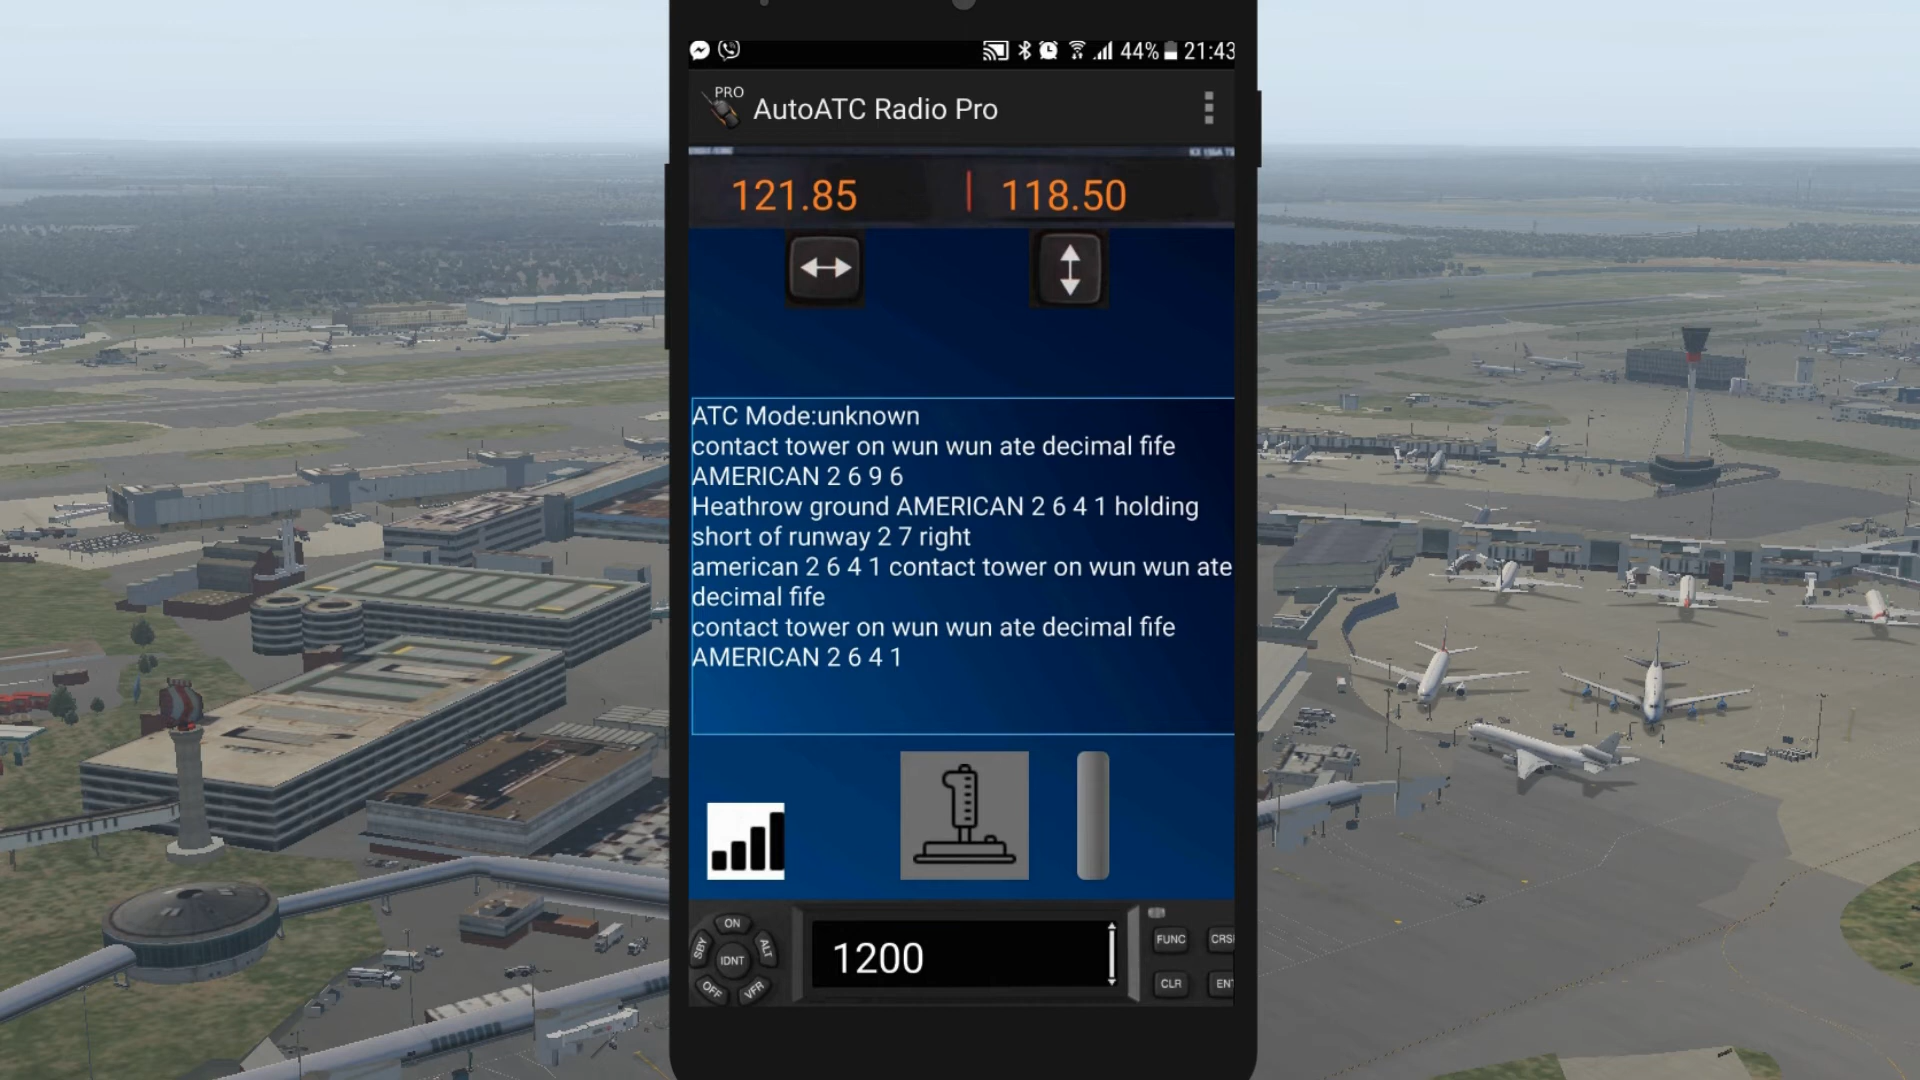 44% 21:43
PRO
AutoATC Radio Pro
121.85 118.50
ATC Mode:unknown
contact tower on wun wun ate decimal fife
AMERICAN 2 6 9 6
Heathrow ground AMERICAN 2 6 4 1 holding
short of runway 2 7 right
american 2 6 4 1 contact tower on wun wun ate
decimal fife
contact tower on wun wun ate decimal fife
AMERICAN 2 6 4 1
ON
SBY
ALT
IDNT
OFF
VFR
1200
FUNC
CRS
CLR
EN